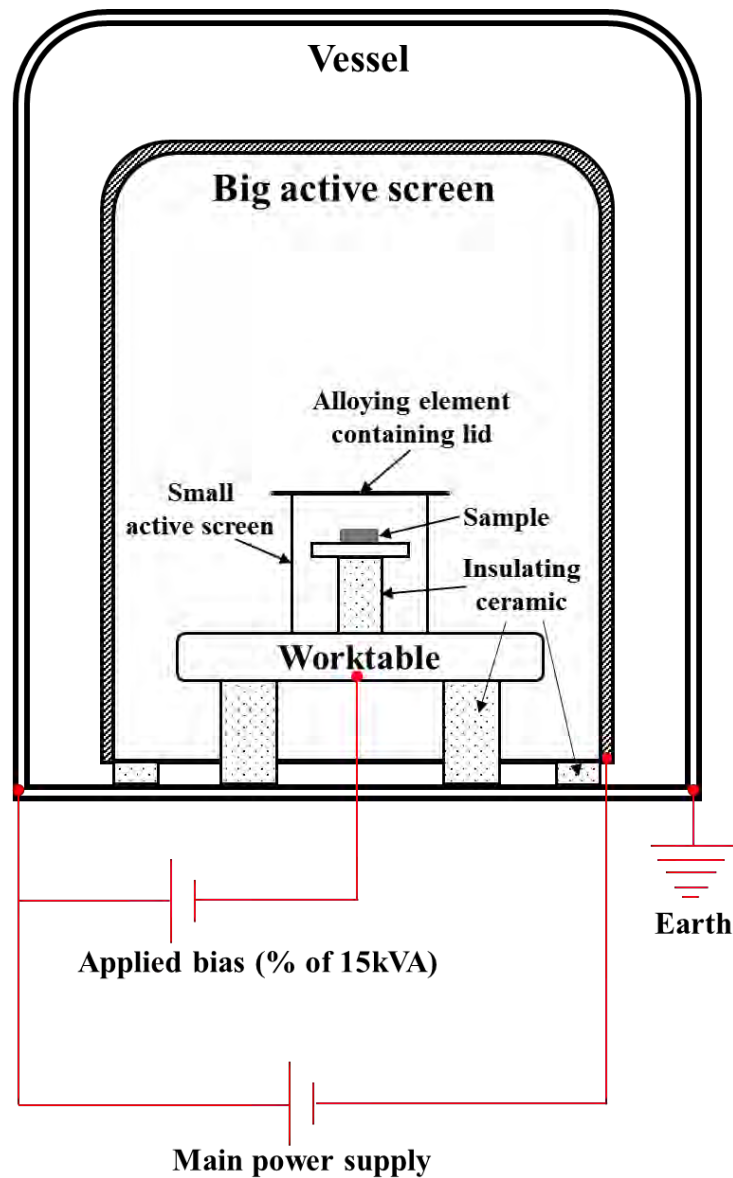 Vessel
Big active screen
Alloying element
containing lid
Small
active screen
Sample
Insulating
ceramic
Worktable
Earth
Applied bias (% of 15kVA)
Main power supply